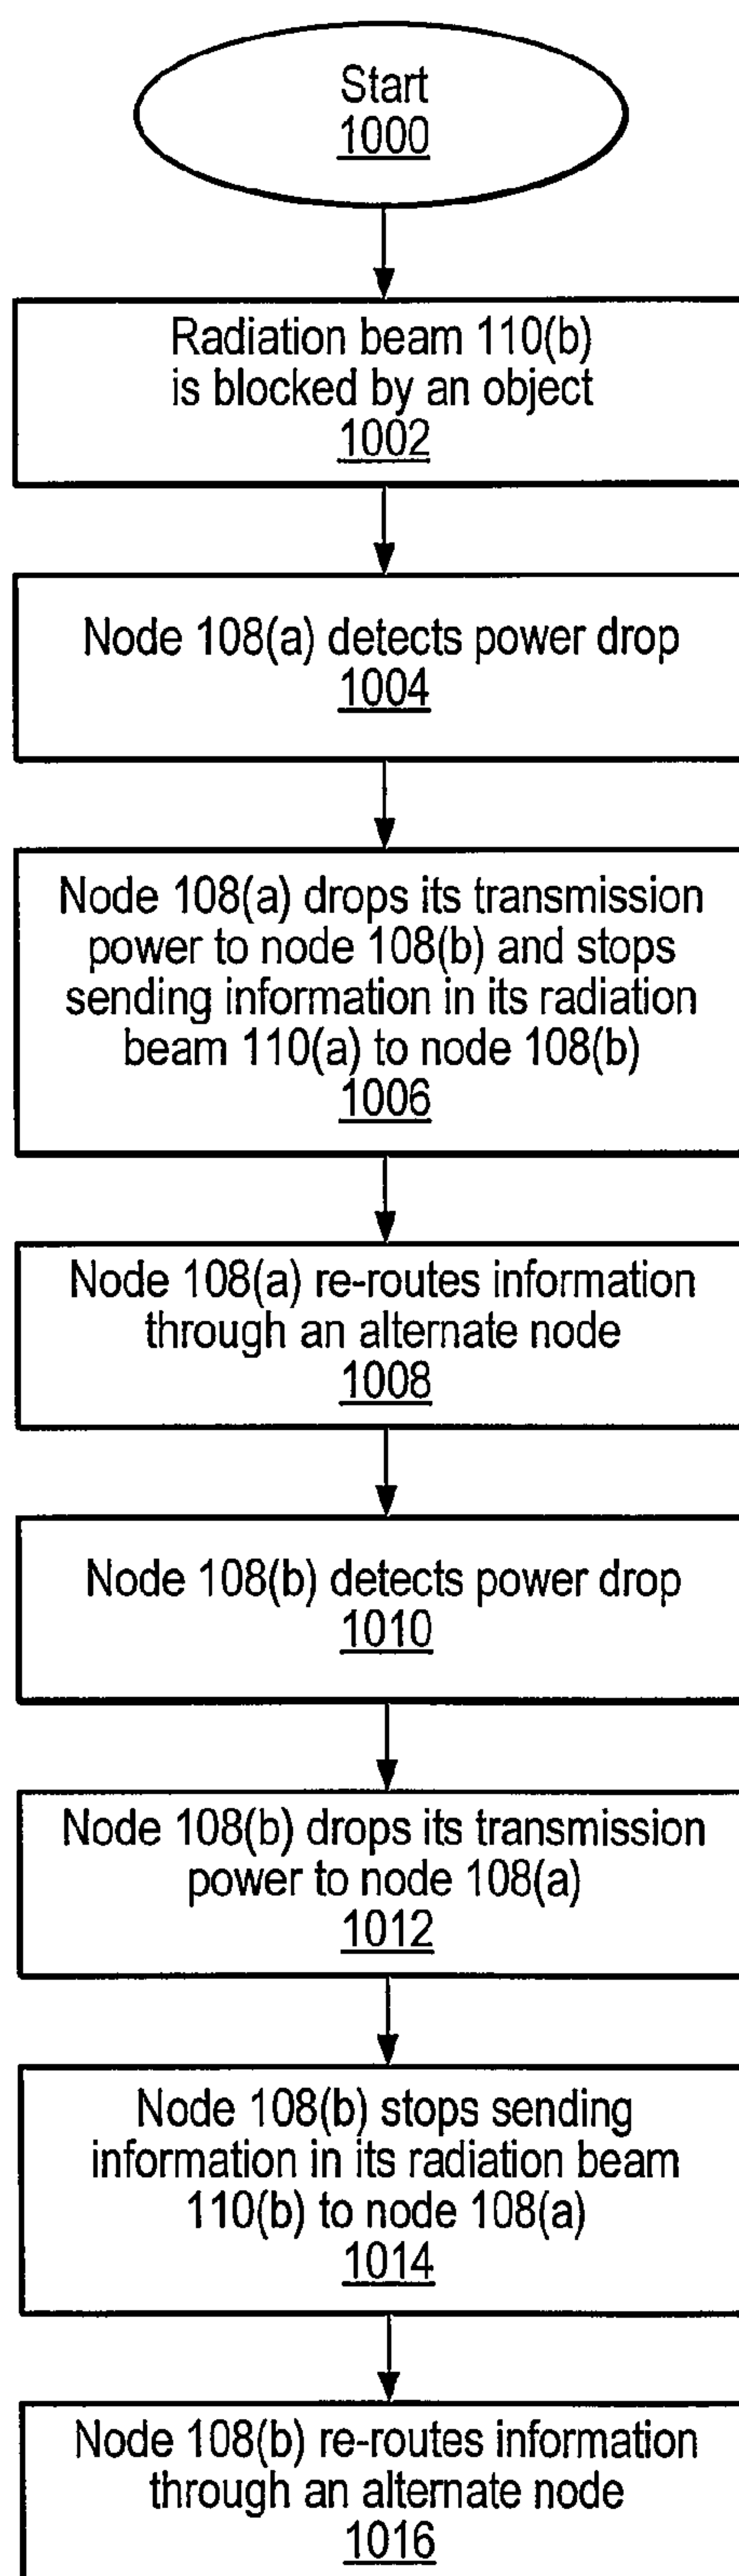 Start
1000
Radiation beam 110(b)
is blocked by an object
1002
Node 108(a) detects power drop
1004
Node 108(a) drops its transmission
power to node 108(b) and stops
sending information in its radiation
beam 110(a) to node 108(b)
1006
Node 108(a) re-routes information
through an alternate node
1008
Node 108(b) detects power drop
1010
Node 108(b) drops its transmission
power to node 108(a)
1012
Node 108(b) stops sending
information in its radiation beam
110(b) to node 108(a)
1014
Node 108(b) re-routes information
through an alternate node
1016